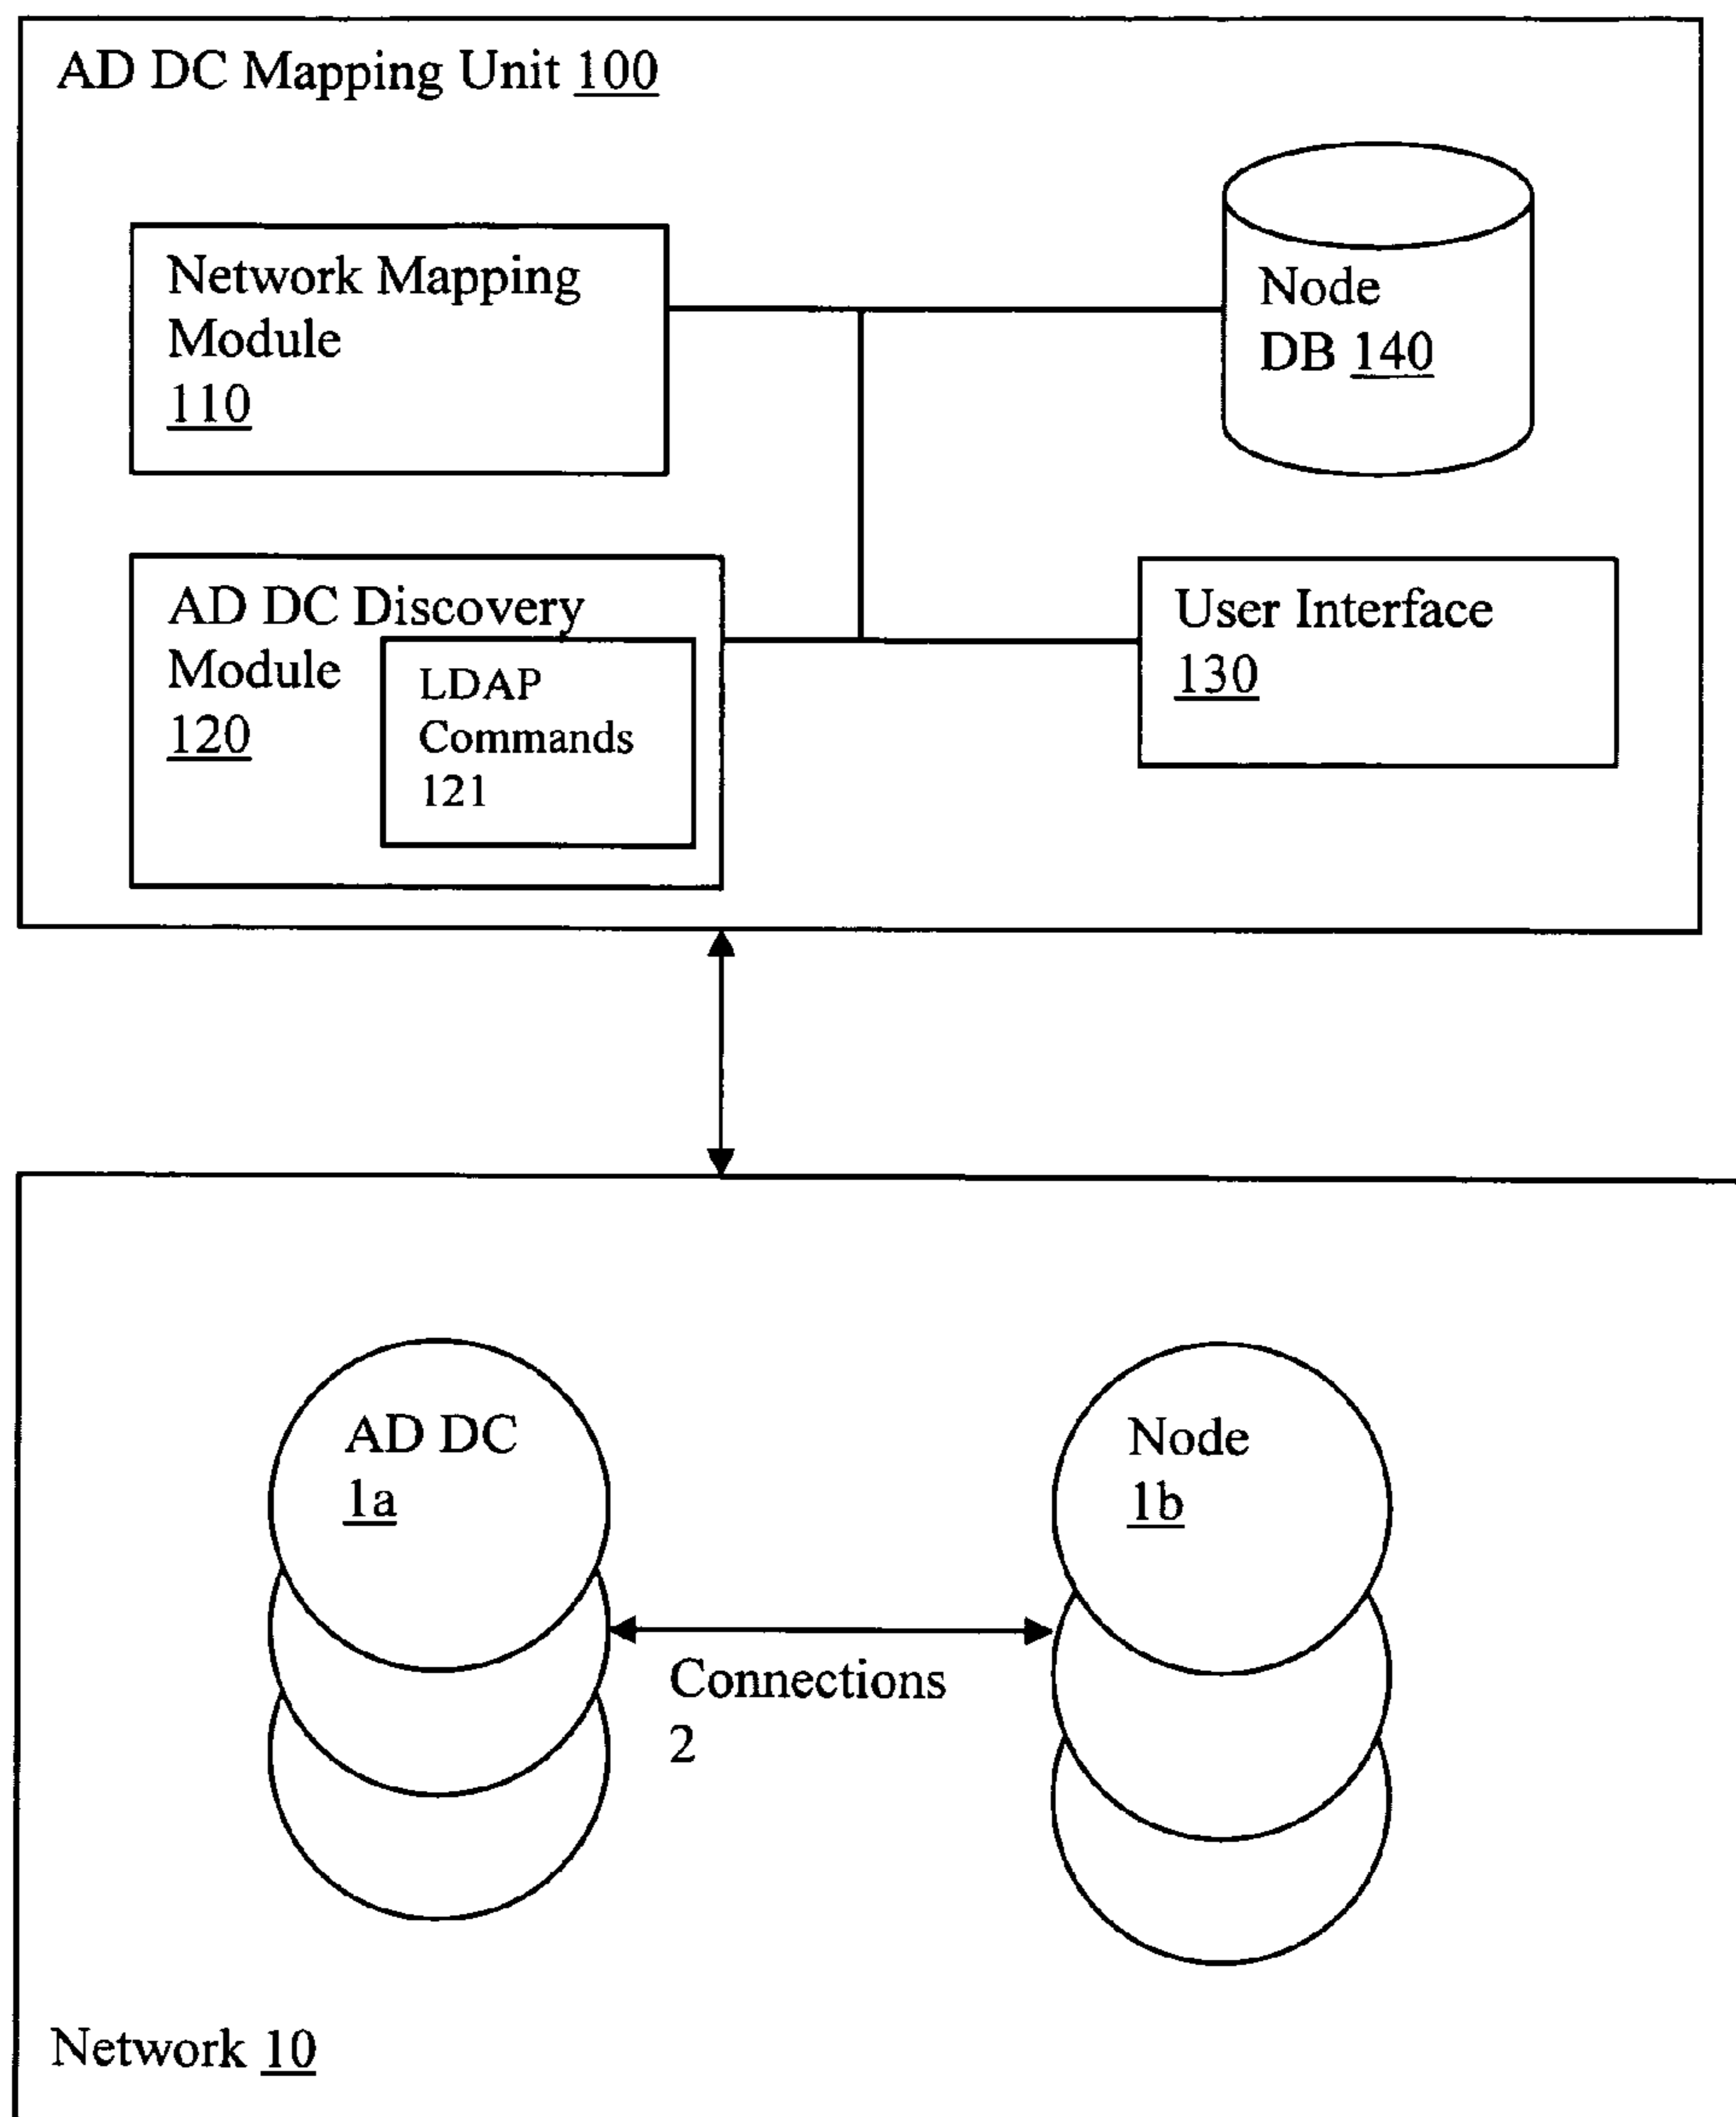 AD DC Mapping Unit 100
Network Mapping
Module
110
Node
DB 140
AD DC Discovery
Module
120
LDAP
Commands
121
User Interface
130
AD DC
1a
Node
1b
Connections
2
Network 10